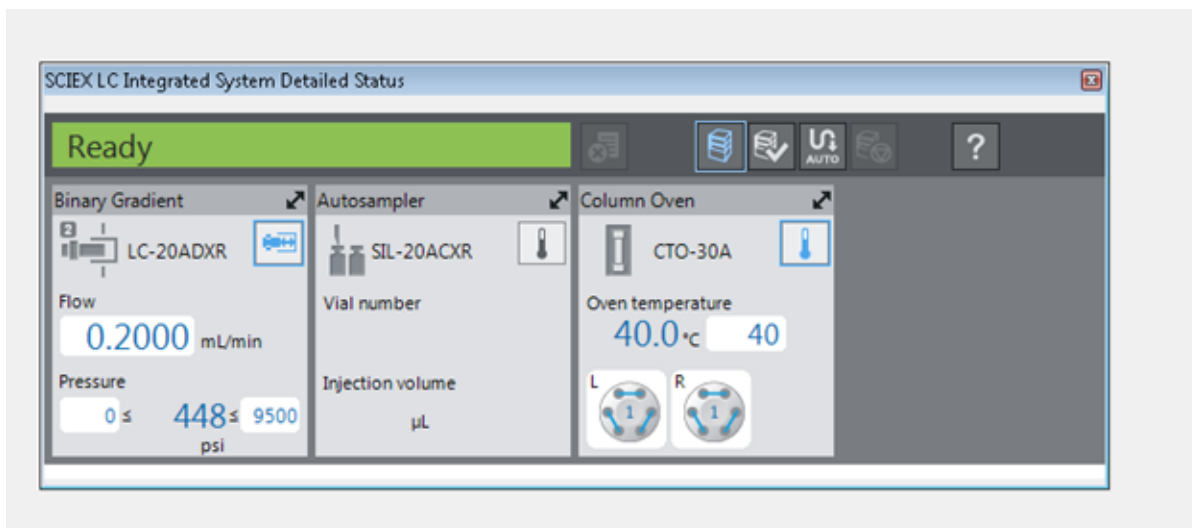 SCIEX LC Integrated System Detailed Status
Ready
AUTO
?
Binary Gradient
2
LC-20ADXR
Flow
0.2000 mL/min
Pressure
0 ≤ 448 ≤ 9500
psi
Autosampler
SIL-20ACXR
Vial number
Injection volume
µL
Column Oven
CTO-30A
Oven temperature
40.0 °C 40
L R
1 1